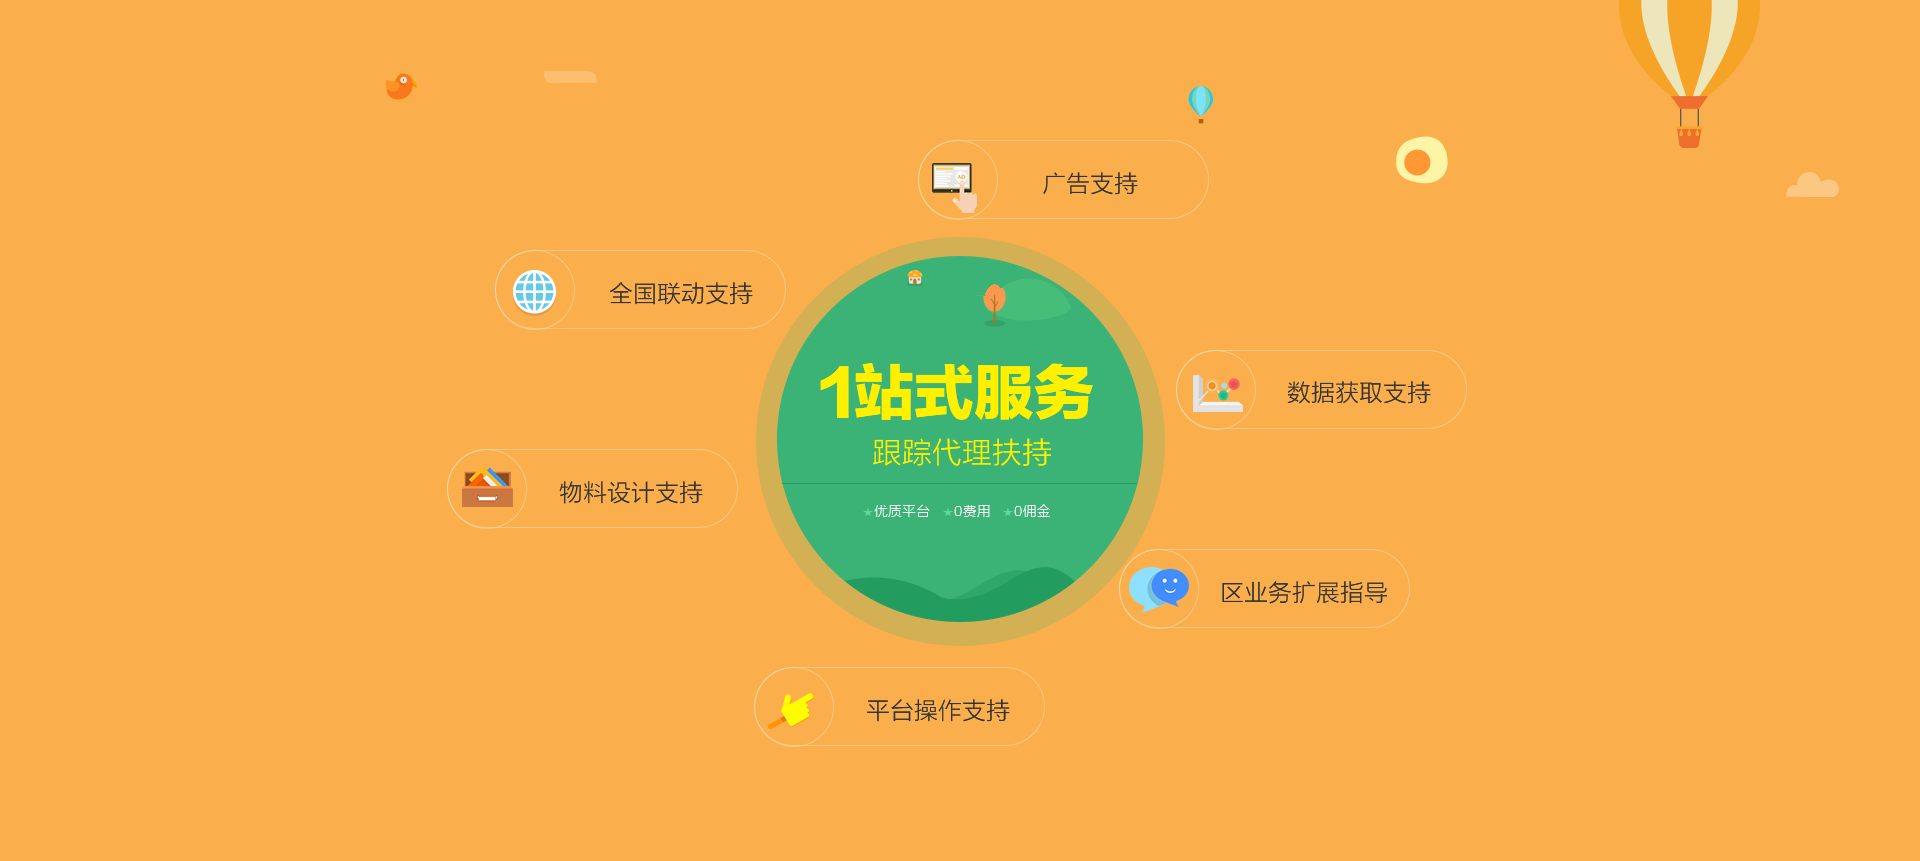 广告支持
全国联动支持
1站式服务
数据获取支持
跟踪代理扶持
物料设计支持
★优质平台 ★0费用 ★0佣金
区业务扩展指导
平台操作支持
AD